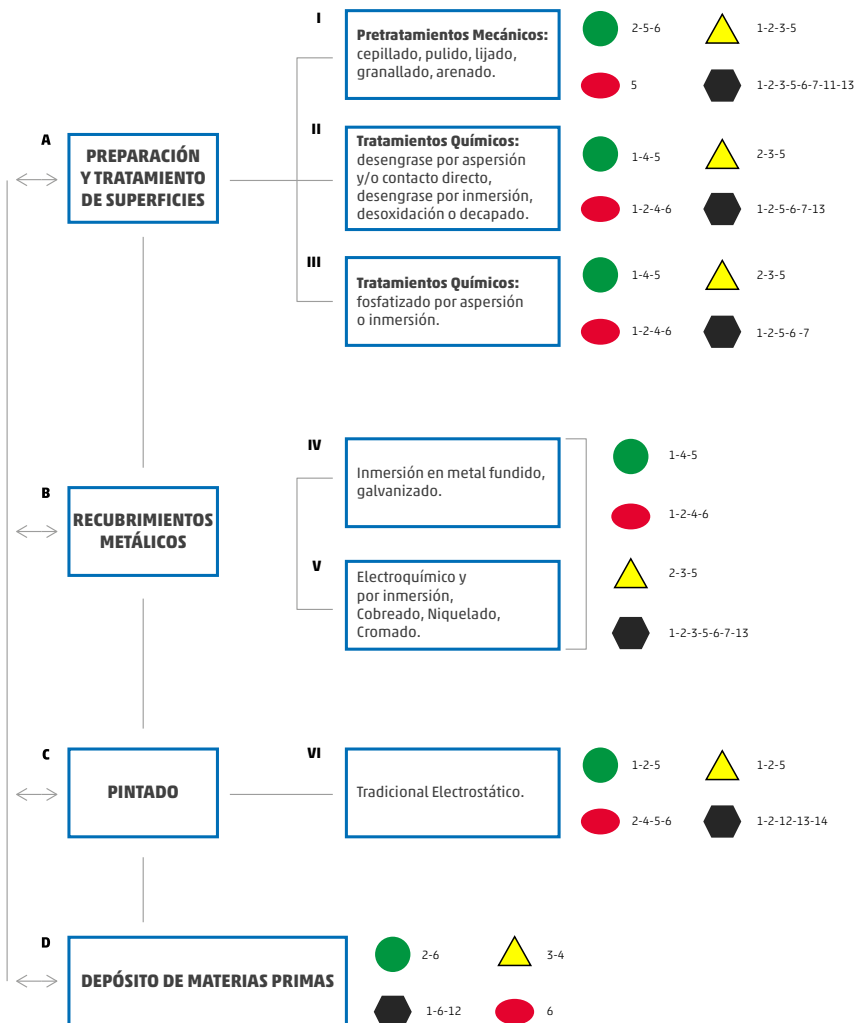 I
Pretratamientos Mecánicos:
cepillado, pulido, lijado,
granallado, arenado.
2-5-6
1-2-3-5
5
1-2-3-5-6-7-11-13
A
PREPARACIÓN
Y TRATAMIENTO
DE SUPERFICIES
II
Tratamientos Químicos:
desengrase por aspersión
y/o contacto directo,
desengrase por inmersión,
desoxidación o decapado.
1-4-5
2-3-5
1-2-4-6
1-2-5-6-7-13
III
Tratamientos Químicos:
fosfatizado por aspersión
o inmersión.
1-4-5
2-3-5
1-2-4-6
1-2-5-6 -7
B
RECUBRIMIENTOS
METÁLICOS
IV
Inmersión en metal fundido,
galvanizado.
V
Electroquímico y
por inmersión,
Cobreado, Niquelado,
Cromado.
1-4-5
1-2-4-6
2-3-5
1-2-3-5-6-7-13
C
PINTADO
VI
Tradicional Electrostático.
1-2-5
1-2-5
2-4-5-6
1-2-12-13-14
D
DEPÓSITO DE MATERIAS PRIMAS
2-6
3-4
1-6-12
6